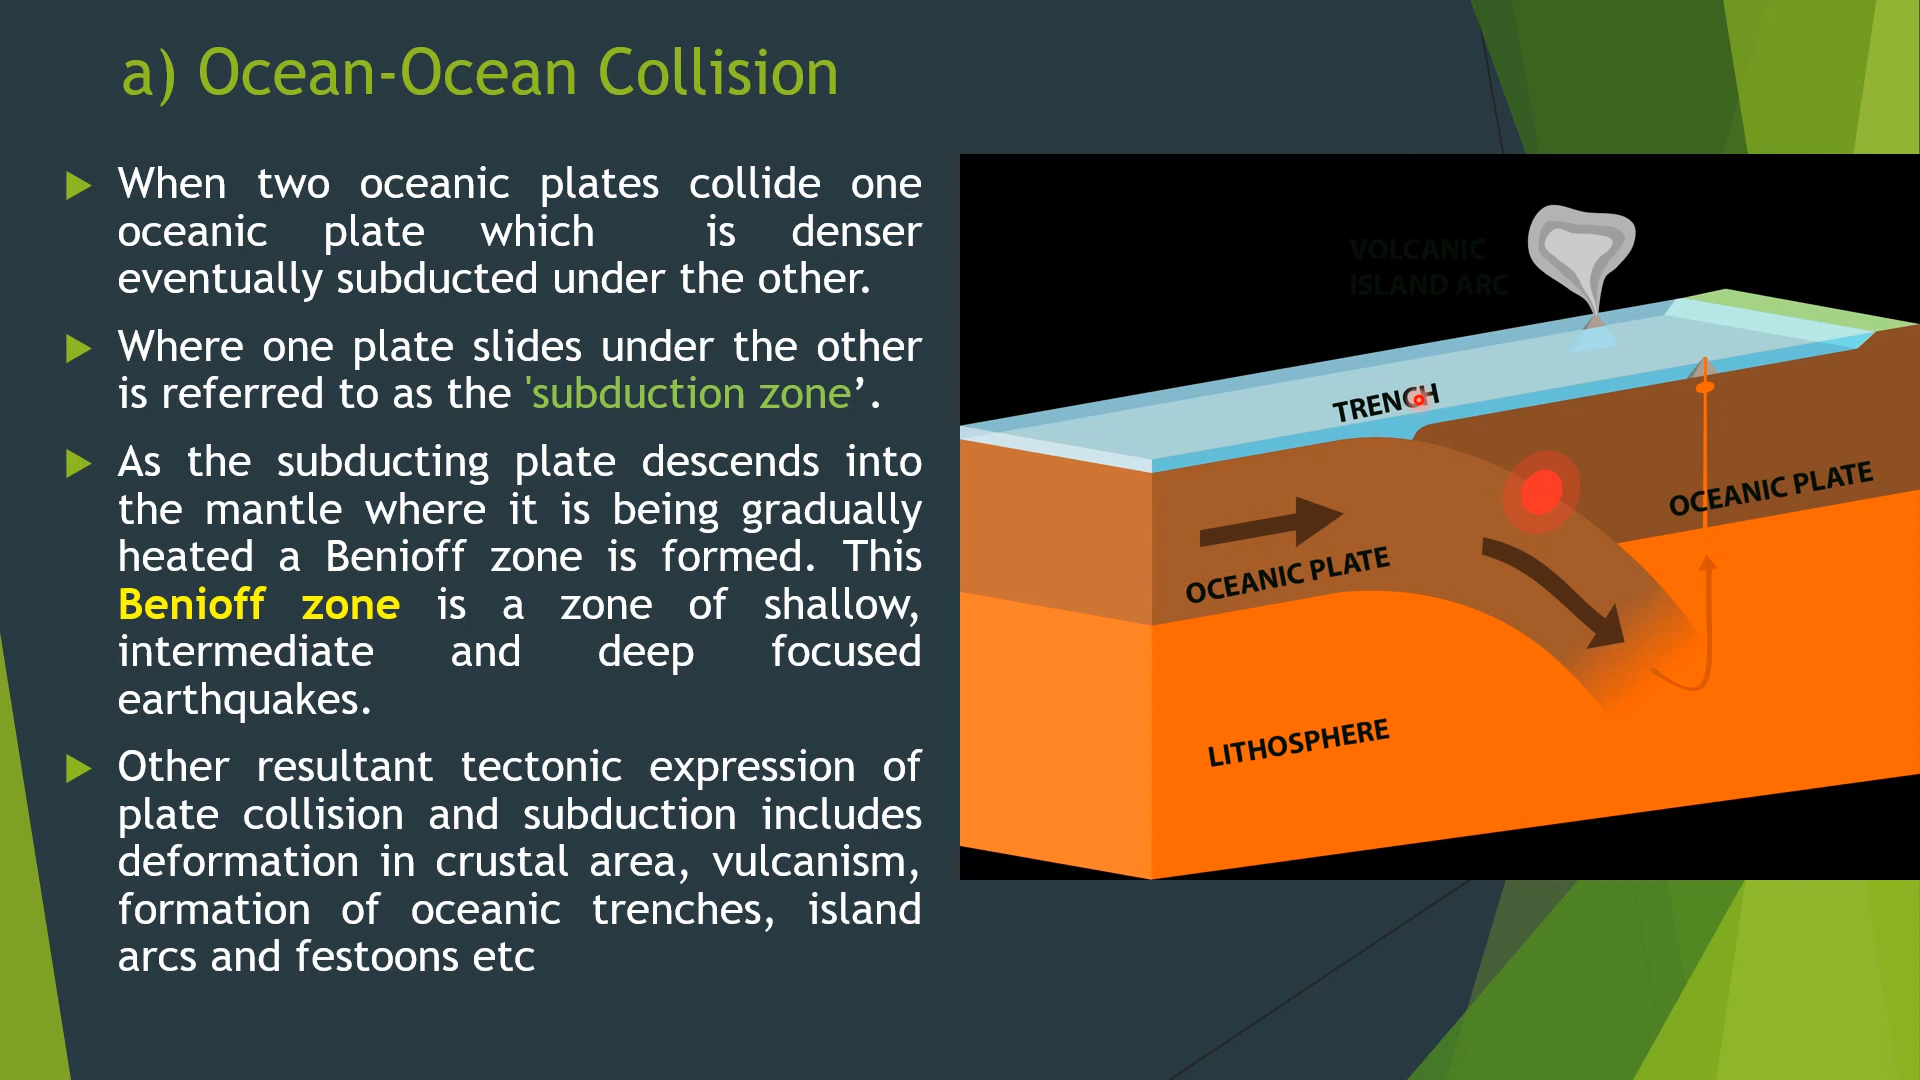 a) Ocean-Ocean Collision
When two oceanic plates collide one
oceanic plate which is denser
eventually subducted under the other.
Where one plate slides under the other
is referred to as the 'subduction zone’.
As the subducting plate descends into
the mantle where it is being gradually
heated a Benioff zone is formed. This
Benioff zone is a zone of shallow,
intermediate and deep focused
earthquakes.
Other resultant tectonic expression of
plate collision and subduction includes
deformation in crustal area, vulcanism,
formation of oceanic trenches, island
arcs and festoons etc
VOLCANIC
ISLAND ARC
TRENCH
OCEANIC PLATE
OCEANIC PLATE
LITHOSPHERE